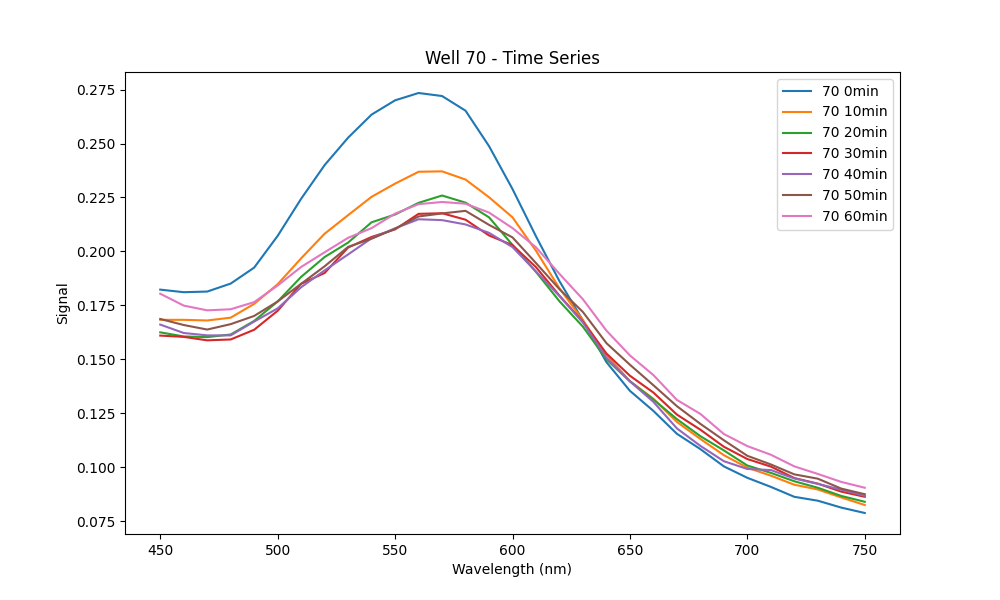 Well 70 - Time Series
70 0min
70 10min
70 20min
70 30min
70 40min
70 50min
70 60min
Signal
0.275
0.250
0.225
0.200
0.175
0.150
0.125
0.100
0.075
450 500 550 600 650 700 750
Wavelength (nm)